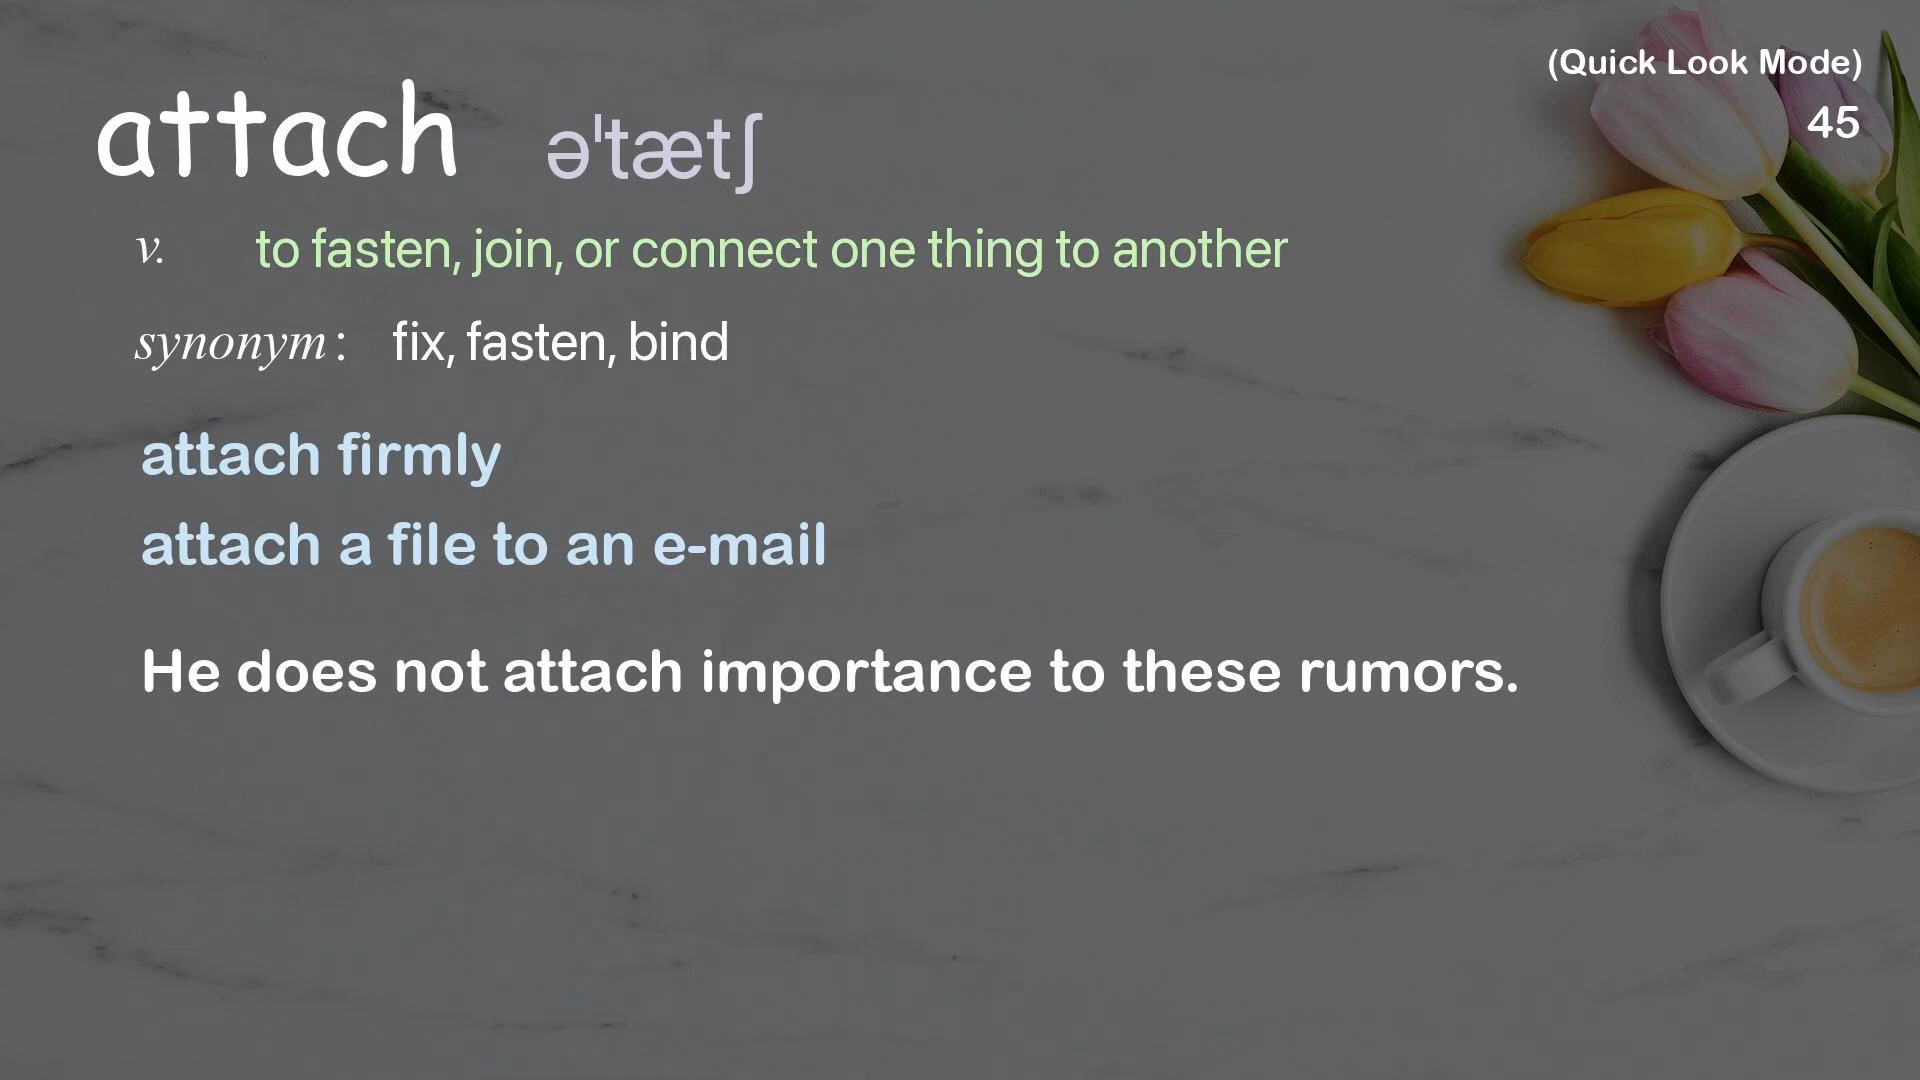 (Quick Look Mode)
45
attach əˈtætʃ
v. to fasten, join, or connect one thing to another
synonym: fix, fasten, bind
attach firmly
attach a file to an e-mail
He does not attach importance to these rumors.